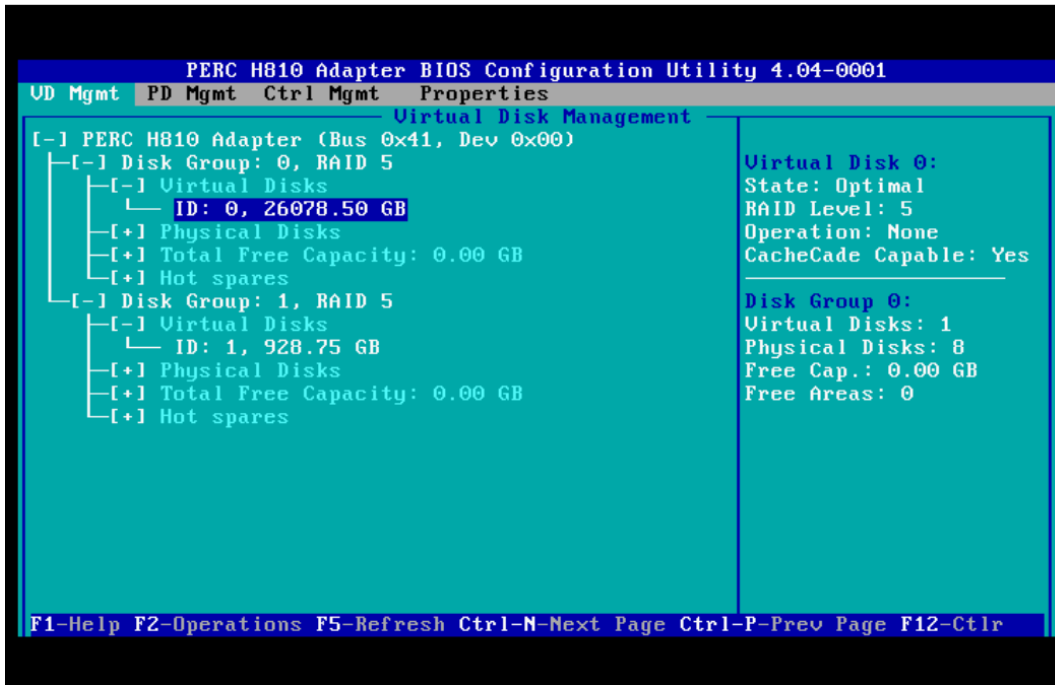 PERC H810 Adapter BIOS Configuration Utility 4.04-0001
VD Mgmt PD Mgmt Ctrl Mgmt Properties
Virtual Disk Management
[-] PERC H810 Adapter (Bus 0x41, Dev 0x00)
[-] Disk Group: 0, RAID 5
[-] Virtual Disks
ID: 0, 26078.50 GB
[+] Physical Disks
[+] Total Free Capacity: 0.00 GB
[+] Hot spares
[-] Disk Group: 1, RAID 5
[-] Virtual Disks
ID: 1, 928.75 GB
[+] Physical Disks
[+] Total Free Capacity: 0.00 GB
[+] Hot spares
Virtual Disk 0:
State: Optimal
RAID Level: 5
Operation: None
CacheCade Capable: Yes
Disk Group 0:
Virtual Disks: 1
Physical Disks: 8
Free Cap.: 0.00 GB
Free Areas: 0
F1-Help F2-Operations F5-Refresh Ctrl-N-Next Page Ctrl-P-Prev Page F12-Ctlr